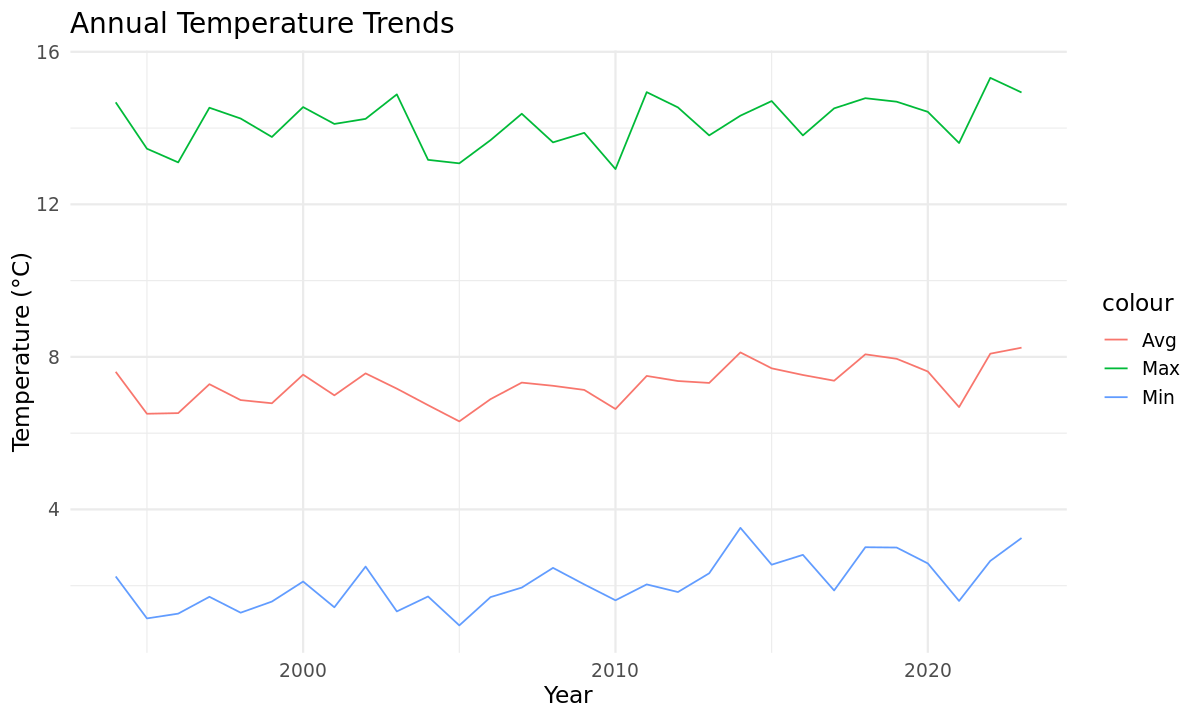 Annual Temperature Trends
16
12
8
4
Temperature (°C)
2000
2010
2020
Year
colour
Avg
Max
Min